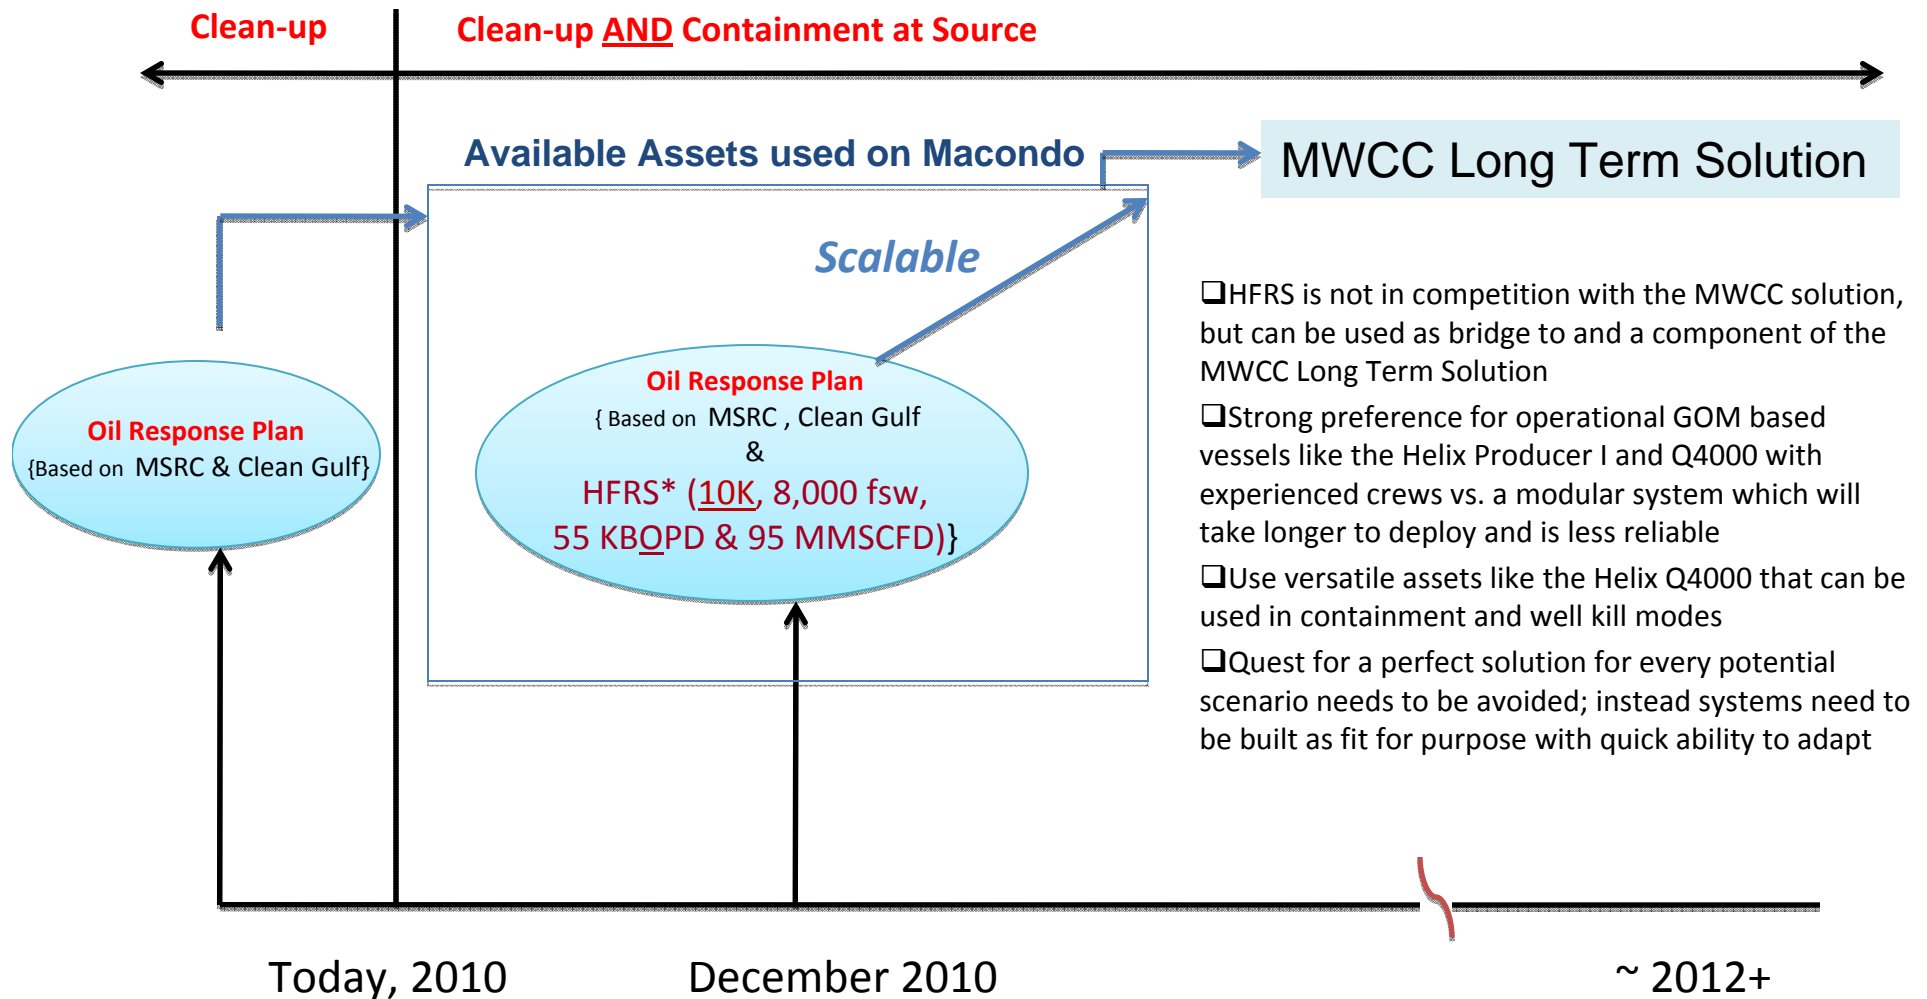 Clean-up
Clean-up AND Containment at Source
Available Assets used on Macondo
MWCC Long Term Solution
Scalable
Oil Response Plan
{Based on MSRC & Clean Gulf}
Oil Response Plan
{ Based on MSRC , Clean Gulf
&
HFRS* (10K, 8,000 fsw,
55 KBOPD & 95 MMSCFD)}
❑HFRS is not in competition with the MWCC solution,
but can be used as bridge to and a component of the
MWCC Long Term Solution
❑Strong preference for operational GOM based
vessels like the Helix Producer I and Q4000 with
experienced crews vs. a modular system which will
take longer to deploy and is less reliable
❑Use versatile assets like the Helix Q4000 that can be
used in containment and well kill modes
❑Quest for a perfect solution for every potential
scenario needs to be avoided; instead systems need to
be built as fit for purpose with quick ability to adapt
Today, 2010
December 2010
~ 2012+